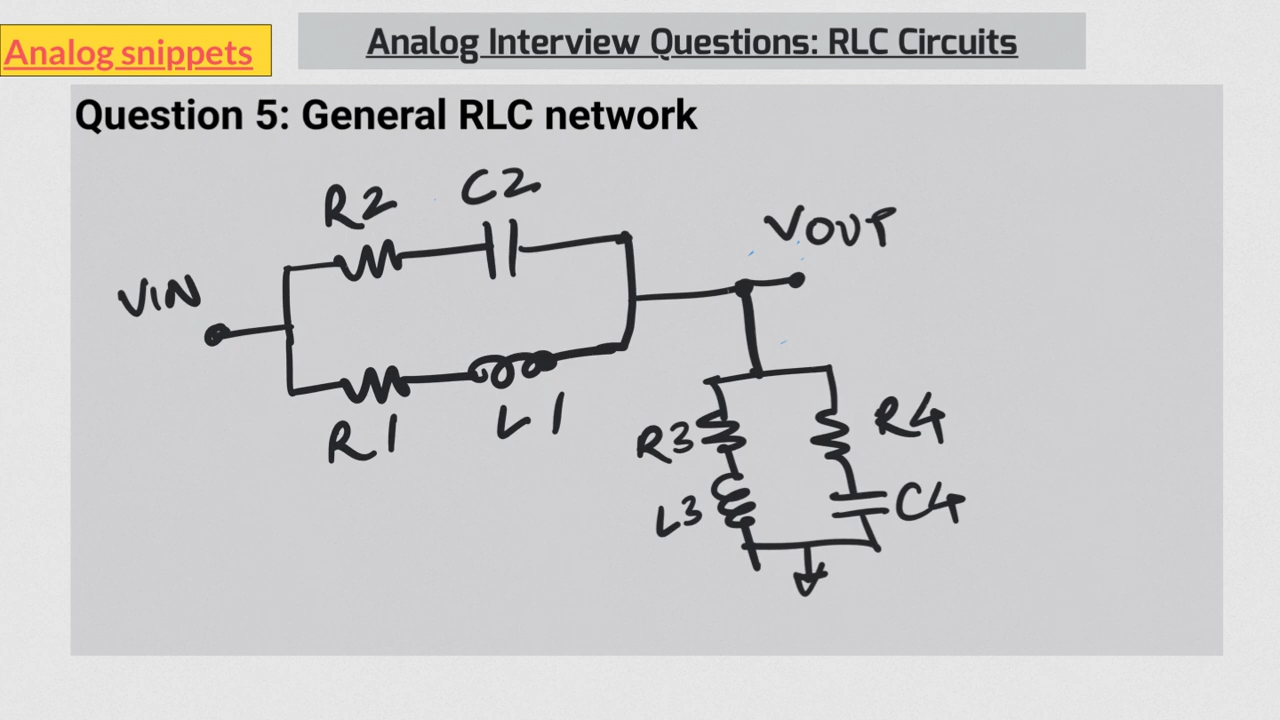 Analog snippets
Analog Interview Questions: RLC Circuits
Question 5: General RLC network
R2
C2
VOUT
VIN
R1
L1
R3
R4
L3
C4